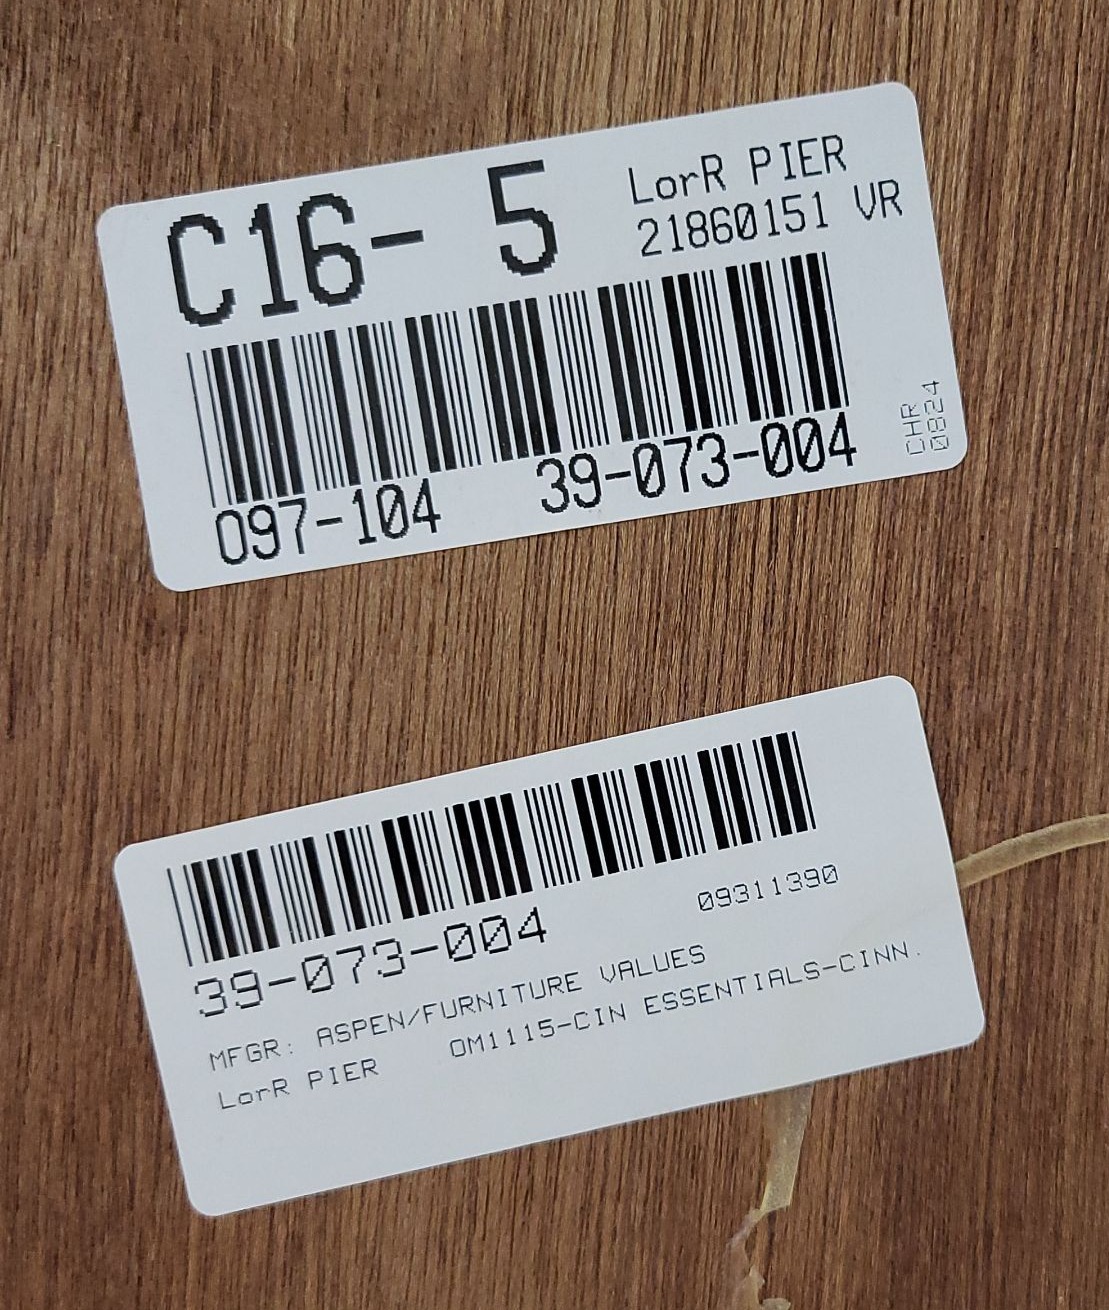 C16- 5
LorR PIER
21860151 VR
097-104 39-073-004
CHR
0824
39-073-004 09311390
MFGR: ASPEN/FURNITURE VALUES
LorR PIER OM1115-CIN ESSENTIALS-CINN.